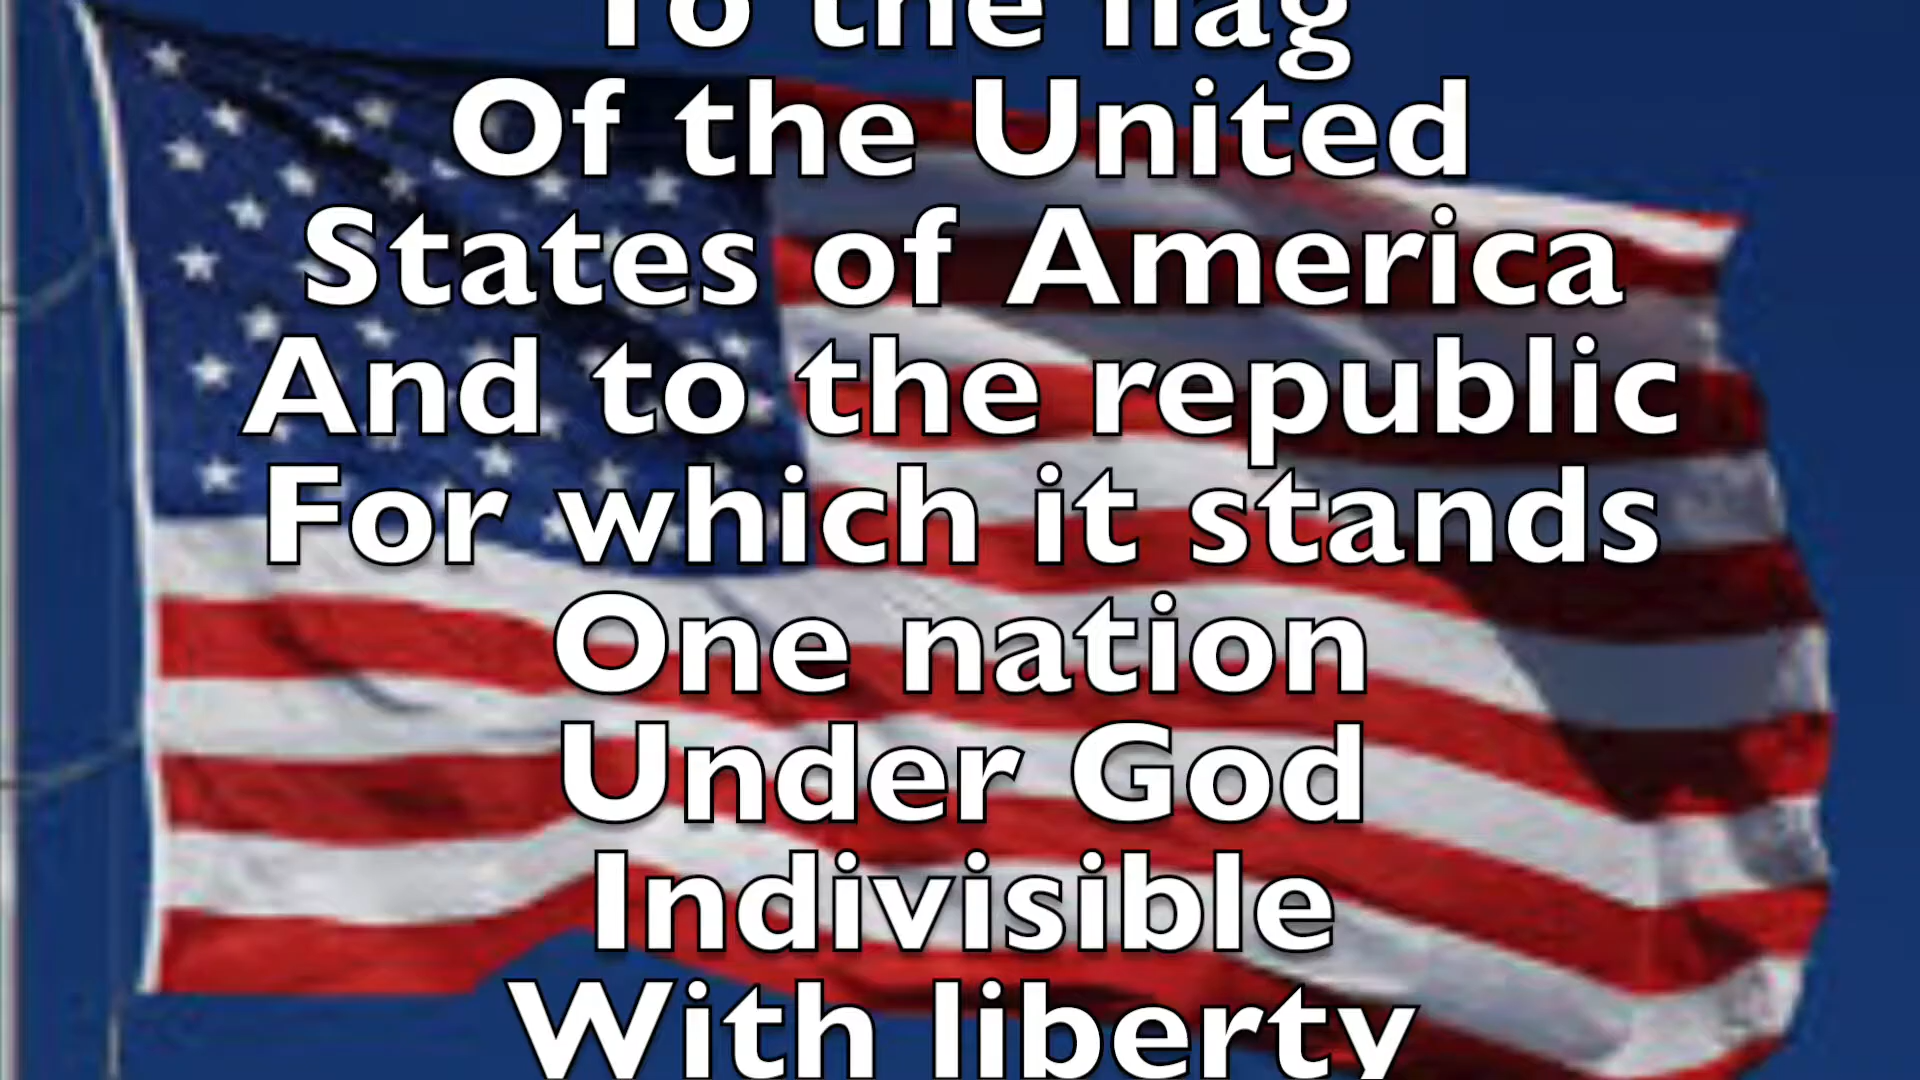 To the flag
Of the United
States of America
And to the republic
For which it stands
One nation
Under God
Indivisible
With liberty